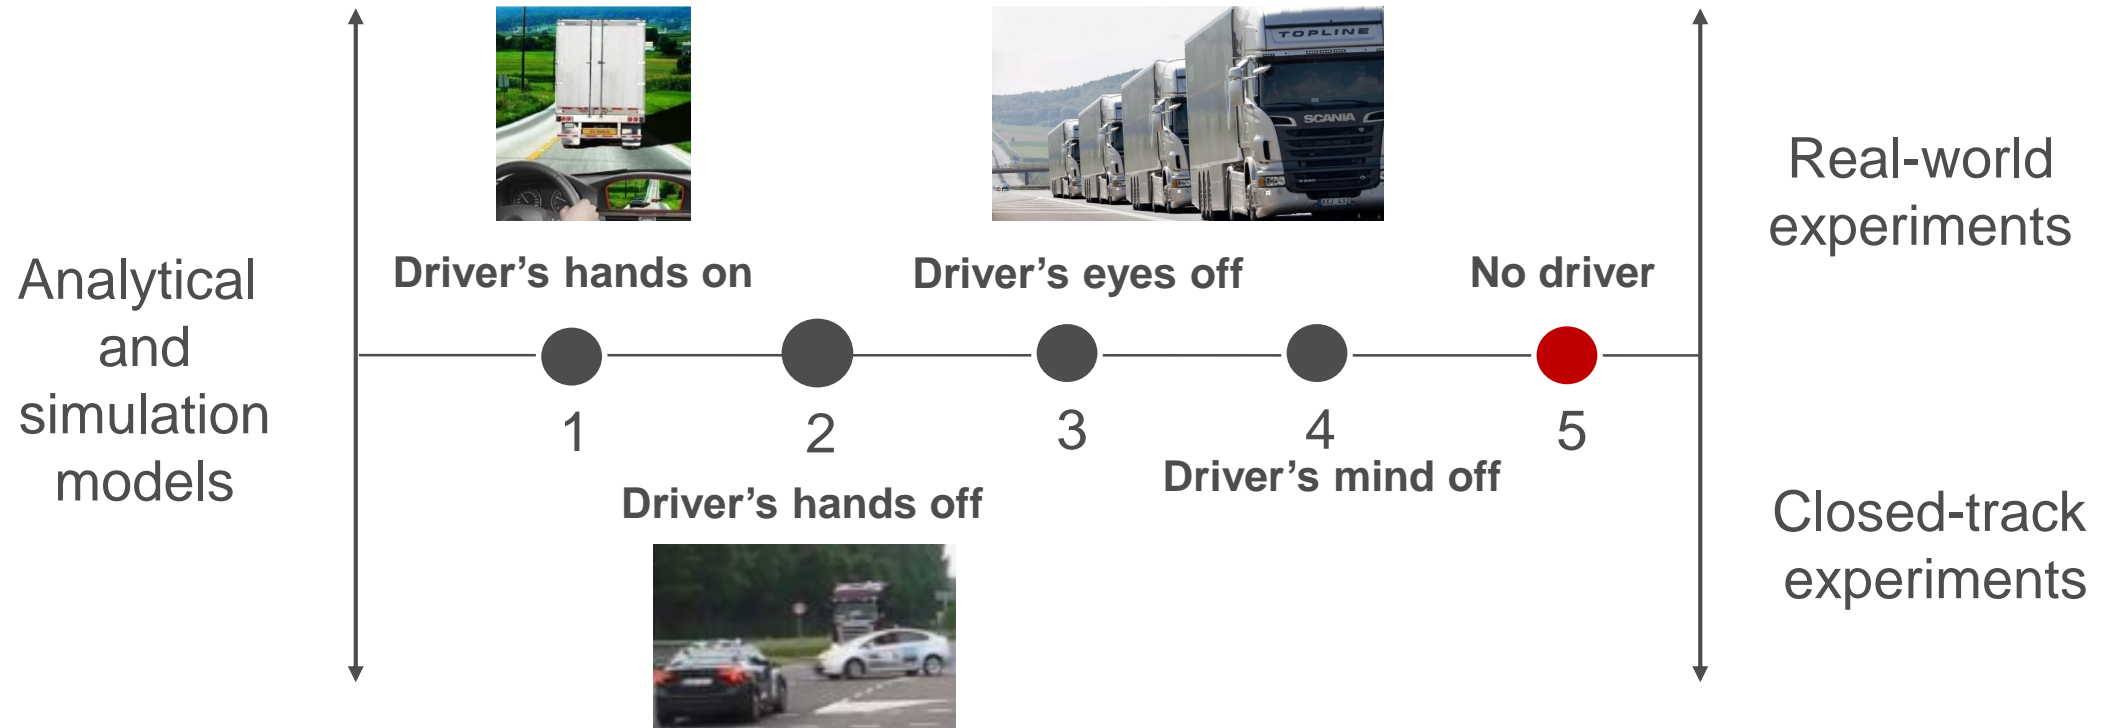 Analytical
and
simulation
models
Driver's hands on
Driver's eyes off
No driver
1
2
3
4
5
Driver's hands off
Driver's mind off
TOPLINE
SCANIA
Real-world
experiments
Closed-track
experiments